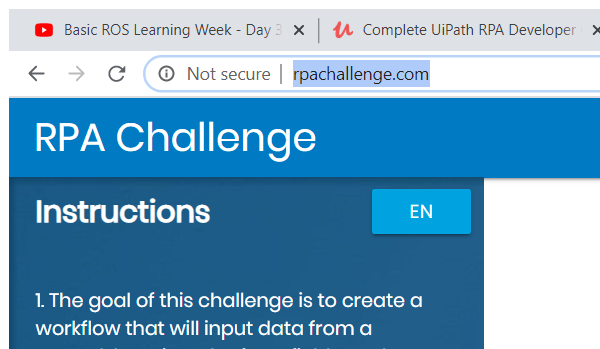 Basic ROS Learning Week - Day 3
Complete UiPath RPA Developer
Not secure
rpachallenge.com
RPA Challenge
Instructions
EN
1. The goal of this challenge is to create a
workflow that will input data from a